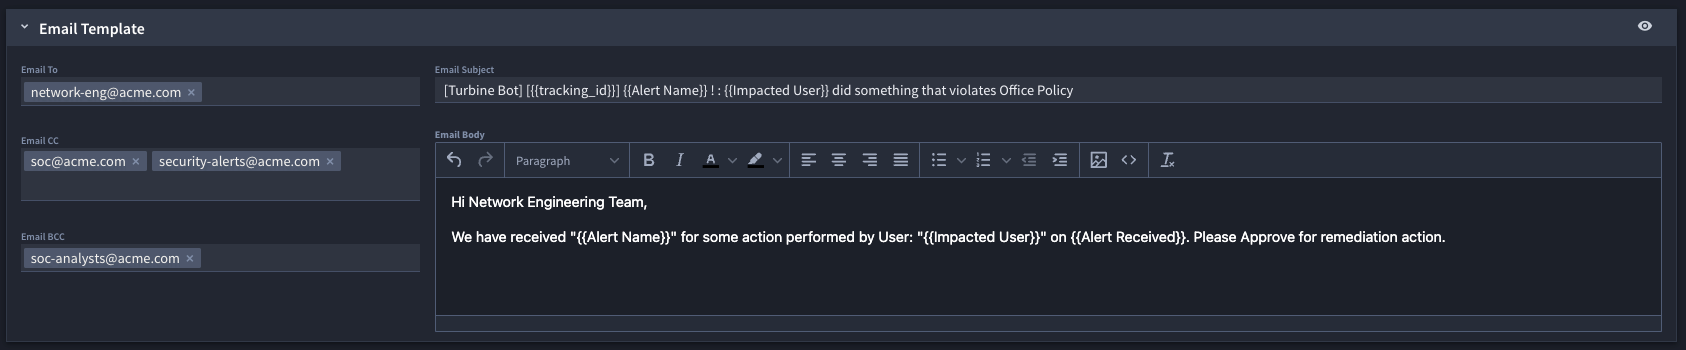 Email Template
Email To
network-eng@acme.com ×
Email CC
soc@acme.com × security-alerts@acme.com ×
Email BCC
soc-analysts@acme.com ×
Email Subject
[Turbine Bot] [{{tracking_id}}] {{Alert Name}} ! : {{Impacted User}} did something that violates Office Policy
Email Body
Paragraph
Hi Network Engineering Team,
We have received "{{Alert Name}}" for some action performed by User: "{{Impacted User}}" on {{Alert Received}}. Please Approve for remediation action.